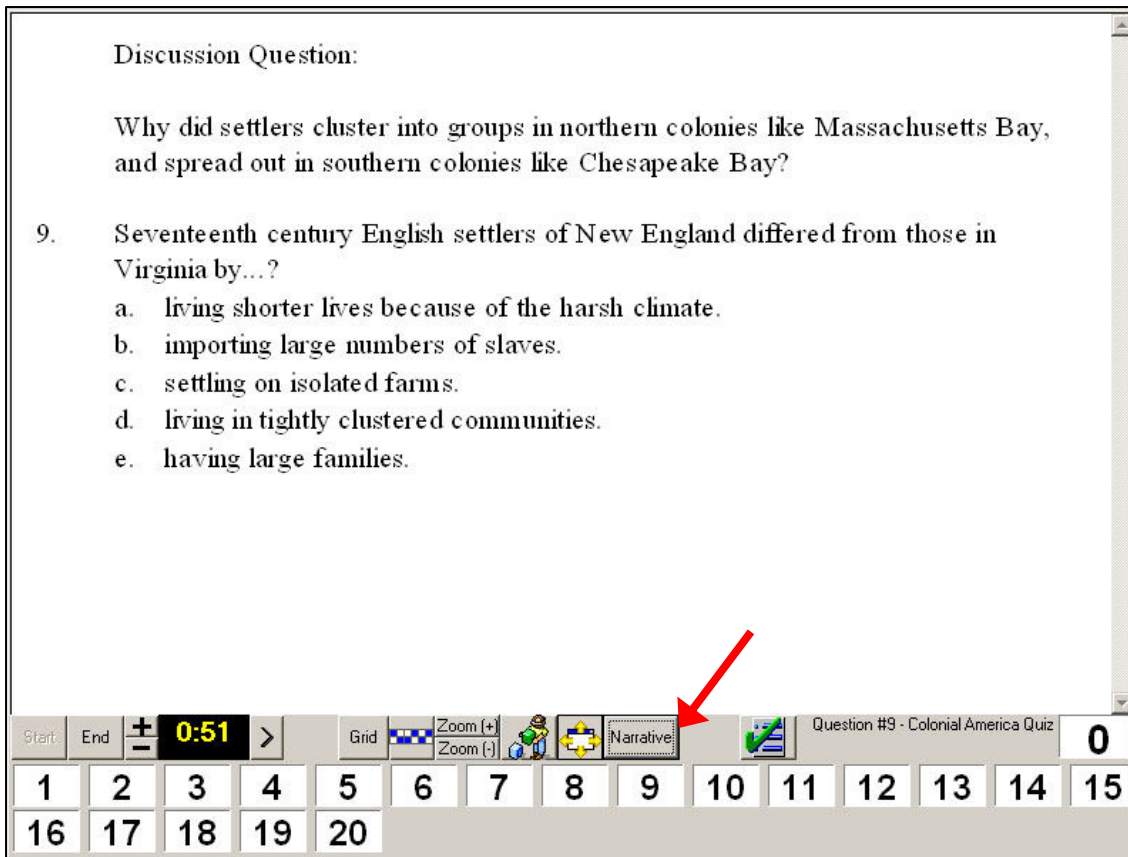 Discussion Question:
Why did settlers cluster into groups in northern colonies like Massachusetts Bay,
and spread out in southern colonies like Chesapeake Bay?
9. Seventeenth century English settlers of New England differed from those in
Virginia by...?
a. living shorter lives because of the harsh climate.
b. importing large numbers of slaves.
c. settling on isolated farms.
d. living in tightly clustered communities.
e. having large families.
Start End + − 0:51 > Grid Zoom (+) Zoom (-) Narrative Question #9 - Colonial America Quiz 0
1 2 3 4 5 6 7 8 9 10 11 12 13 14 15
16 17 18 19 20